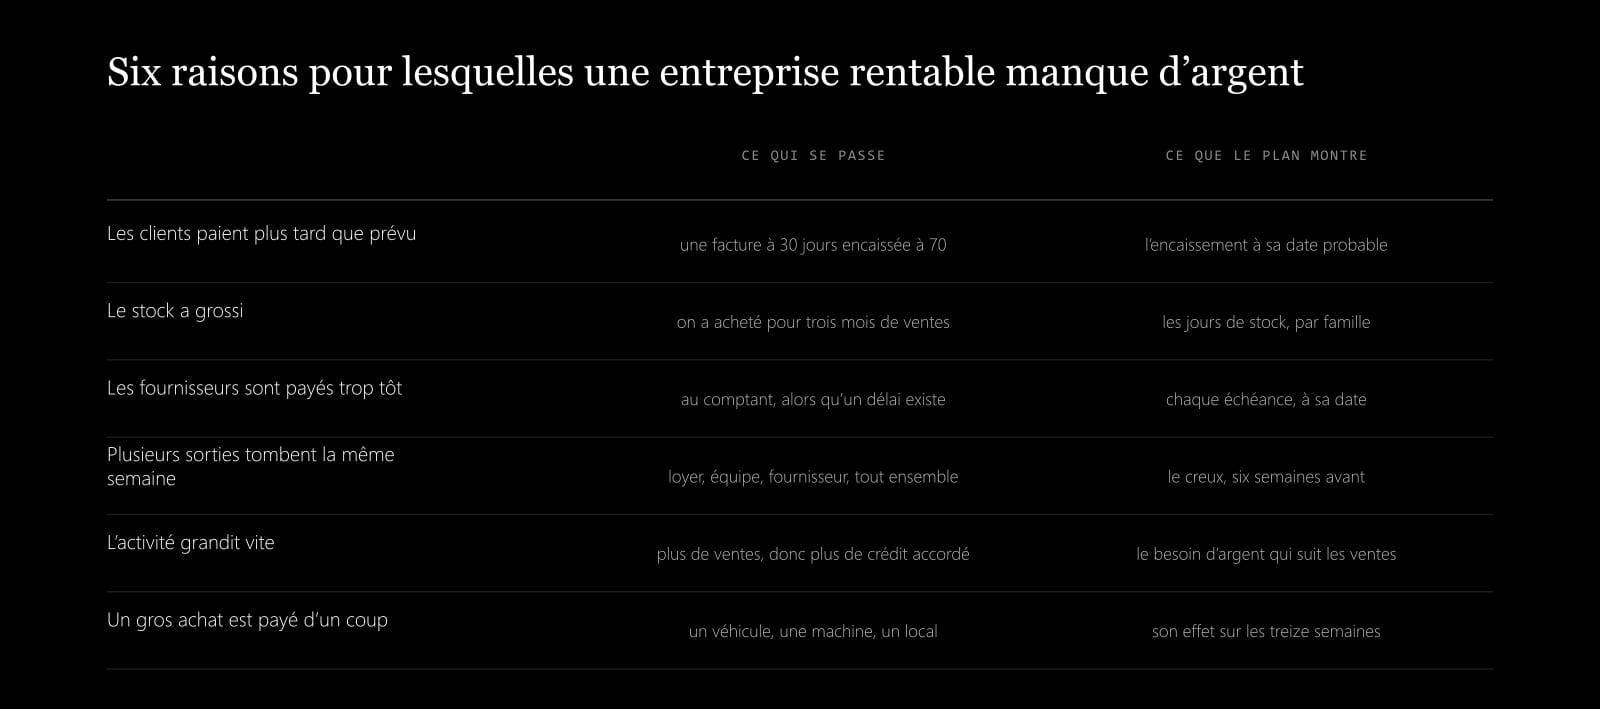 Six raisons pour lesquelles une entreprise rentable manque d’argent
CE QUI SE PASSE
CE QUE LE PLAN MONTRE
Les clients paient plus tard que prévu
une facture à 30 jours encaissée à 70
l’encaissement à sa date probable
Le stock a grossi
on a acheté pour trois mois de ventes
les jours de stock, par famille
Les fournisseurs sont payés trop tôt
au comptant, alors qu’un délai existe
chaque échéance, à sa date
Plusieurs sorties tombent la même
semaine
loyer, équipe, fournisseur, tout ensemble
le creux, six semaines avant
L’activité grandit vite
plus de ventes, donc plus de crédit accordé
le besoin d’argent qui suit les ventes
Un gros achat est payé d’un coup
un véhicule, une machine, un local
son effet sur les treize semaines